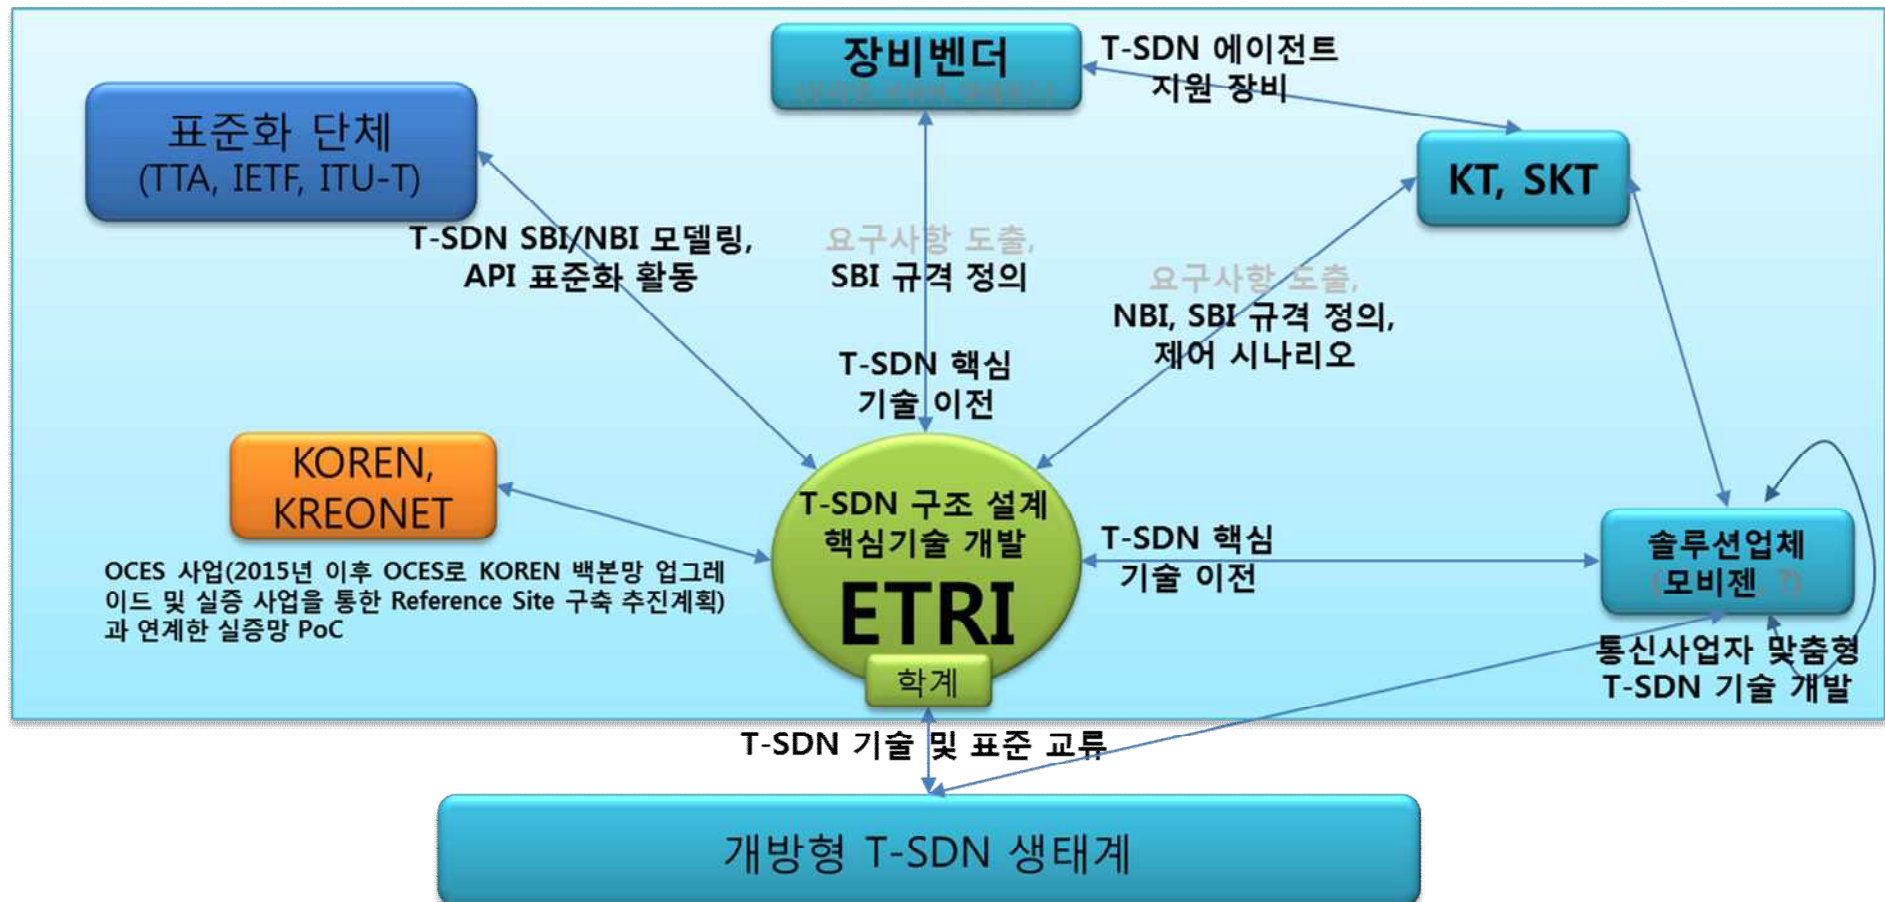 장비벤더
T-SDN 에이전트
지원 장비
표준화 단체
(TTA, IETF, ITU-T)
KT, SKT
T-SDN SBI/NBI 모델링,
API 표준화 활동
요구사항 도출,
SBI 규격 정의
요구사항 도출,
NBI, SBI 규격 정의,
제어 시나리오
T-SDN 핵심
기술 이전
KOREN,
KREONET
OCES 사업(2015년 이후 OCES로 KOREN 백본망 업그레
이드 및 실증 사업을 통한 Reference Site 구축 추진계획)
과 연계한 실증망 PoC
T-SDN 구조 설계
핵심기술 개발
ETRI
학계
T-SDN 핵심
기술 이전
솔루션업체
(모비젠, ?)
통신사업자 맞춤형
T-SDN 기술 개발
T-SDN 기술 및 표준 교류
개방형 T-SDN 생태계